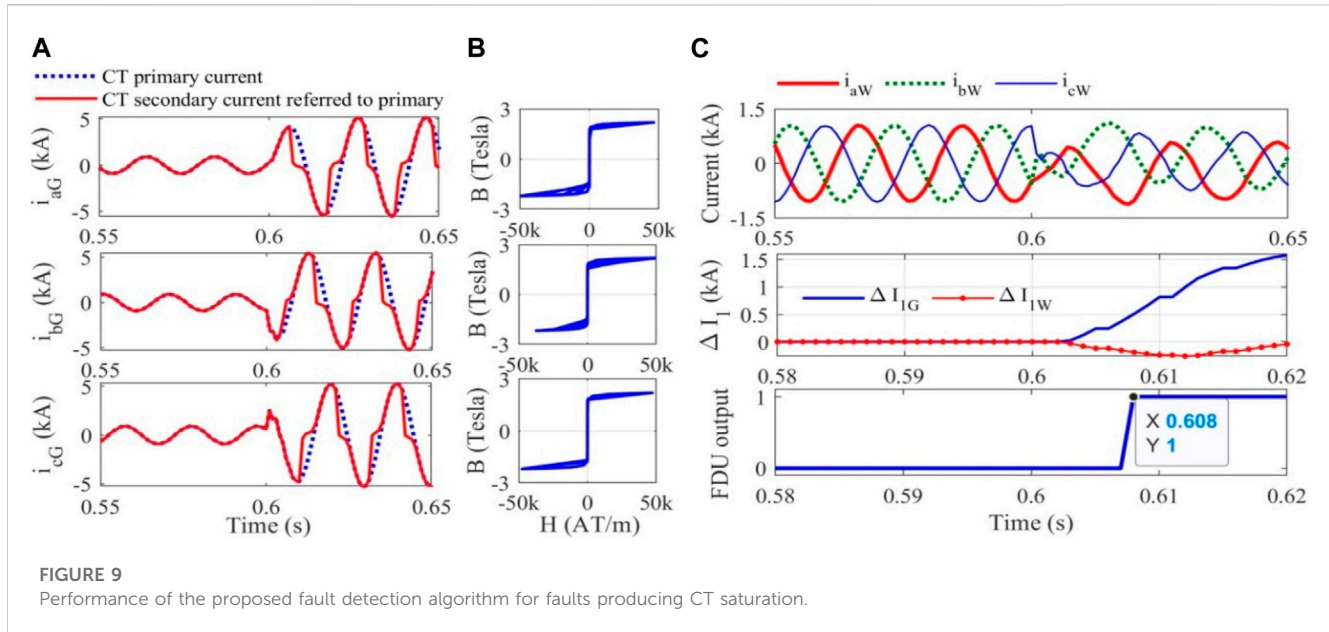 A
CT primary current
CT secondary current referred to primary
i_aG (kA)
5
0
-5
0.55
0.6
0.65
i_bG (kA)
5
0
-5
0.55
0.6
0.65
i_cG (kA)
5
0
-5
0.55
0.6
0.65
Time (s)
B
B (Tesla)
3
0
-3
-50k
0
50k
B (Tesla)
3
0
-3
-50k
0
50k
B (Tesla)
3
0
-3
-50k
0
50k
H (AT/m)
C
i_aW i_bW i_cW
Current (kA)
1.5
0
-1.5
0.55
0.6
0.65
Δ I_1 (kA)
1.5
1
0.5
0
Δ I_1G Δ I_1W
0.58
0.59
0.6
0.61
0.62
FDU output
1
0
X 0.608
Y 1
0.58
0.59
0.6
0.61
0.62
Time (s)
FIGURE 9
Performance of the proposed fault detection algorithm for faults producing CT saturation.